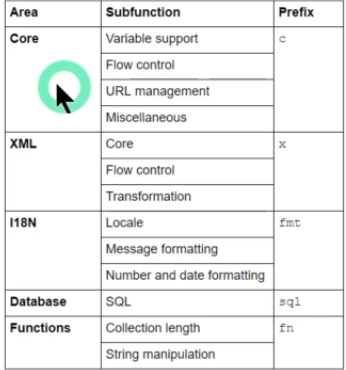 Area Subfunction Prefix
Core Variable support c
Flow control
URL management
Miscellaneous
XML Core x
Flow control
Transformation
I18N Locale fmt
Message formatting
Number and date formatting
Database SQL sql
Functions Collection length fn
String manipulation